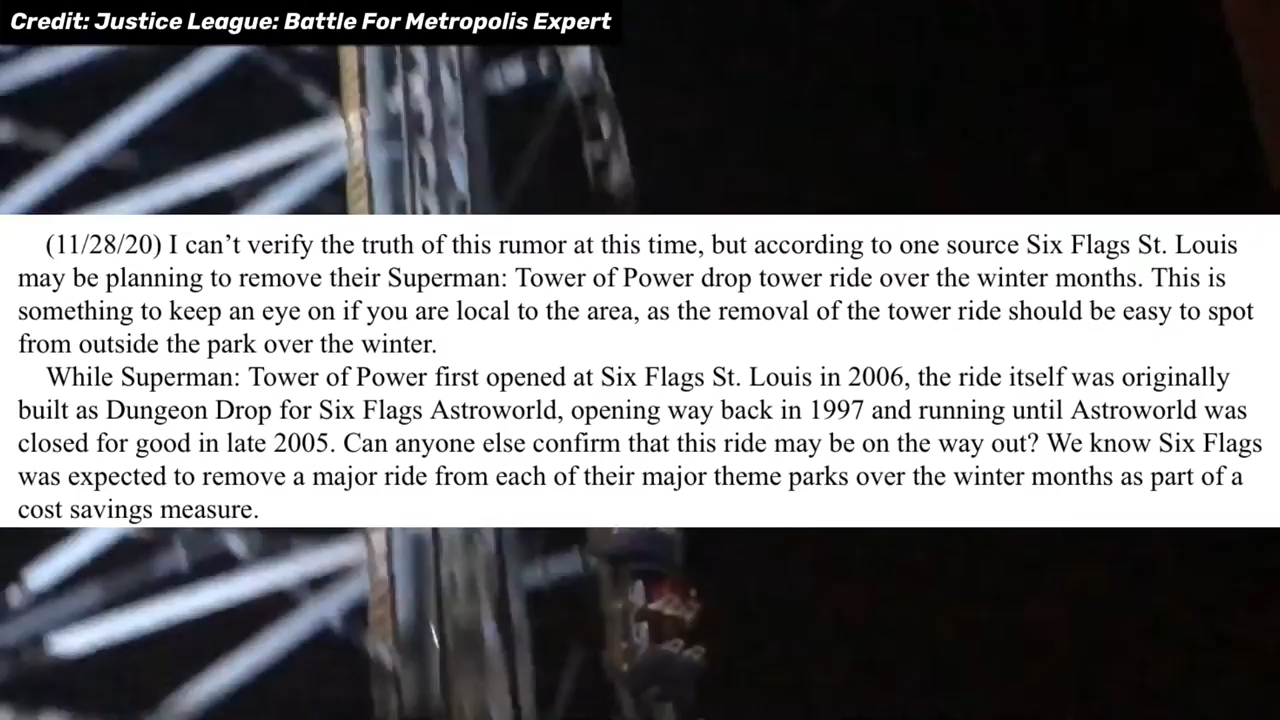 Credit: Justice League: Battle For Metropolis Expert
(11/28/20) I can’t verify the truth of this rumor at this time, but according to one source Six Flags St. Louis
may be planning to remove their Superman: Tower of Power drop tower ride over the winter months. This is
something to keep an eye on if you are local to the area, as the removal of the tower ride should be easy to spot
from outside the park over the winter.
While Superman: Tower of Power first opened at Six Flags St. Louis in 2006, the ride itself was originally
built as Dungeon Drop for Six Flags Astroworld, opening way back in 1997 and running until Astroworld was
closed for good in late 2005. Can anyone else confirm that this ride may be on the way out? We know Six Flags
was expected to remove a major ride from each of their major theme parks over the winter months as part of a
cost savings measure.